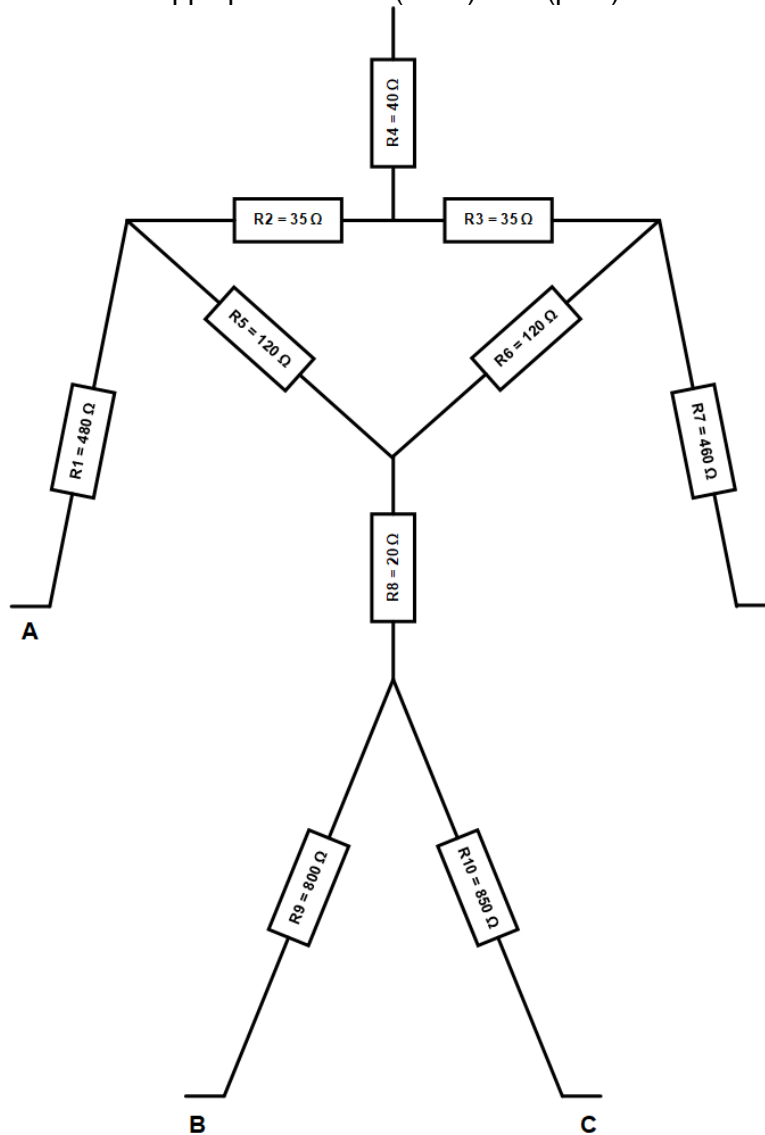 R4 = 40 Ω
R2 = 35 Ω
R3 = 35 Ω
R5 = 120 Ω
R6 = 120 Ω
R1 = 480 Ω
R7 = 460 Ω
R8 = 20 Ω
A
R9 = 800 Ω
R10 = 850 Ω
B
C